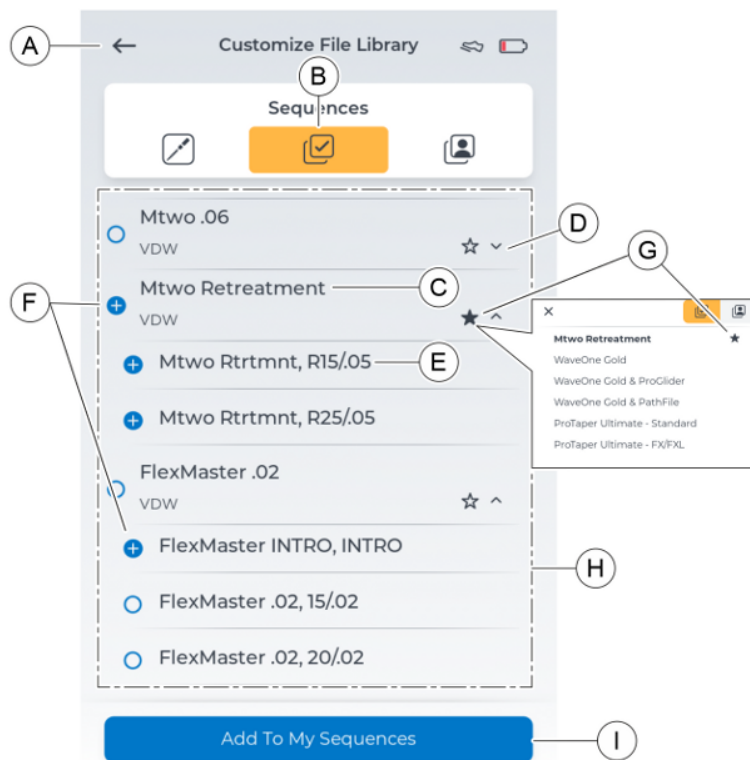 A
Customize File Library
B
Sequences
Mtwo .06
VDW
D
G
Mtwo Retreatment
C
F
VDW
Mtwo Retreatment
Mtwo Rtrtmnt, R15/.05
E
WaveOne Gold
WaveOne Gold & ProGlider
WaveOne Gold & PathFile
Mtwo Rtrtmnt, R25/.05
ProTaper Ultimate - Standard
ProTaper Ultimate - FX/FXL
FlexMaster .02
VDW
FlexMaster INTRO, INTRO
H
FlexMaster .02, 15/.02
FlexMaster .02, 20/.02
Add To My Sequences
I